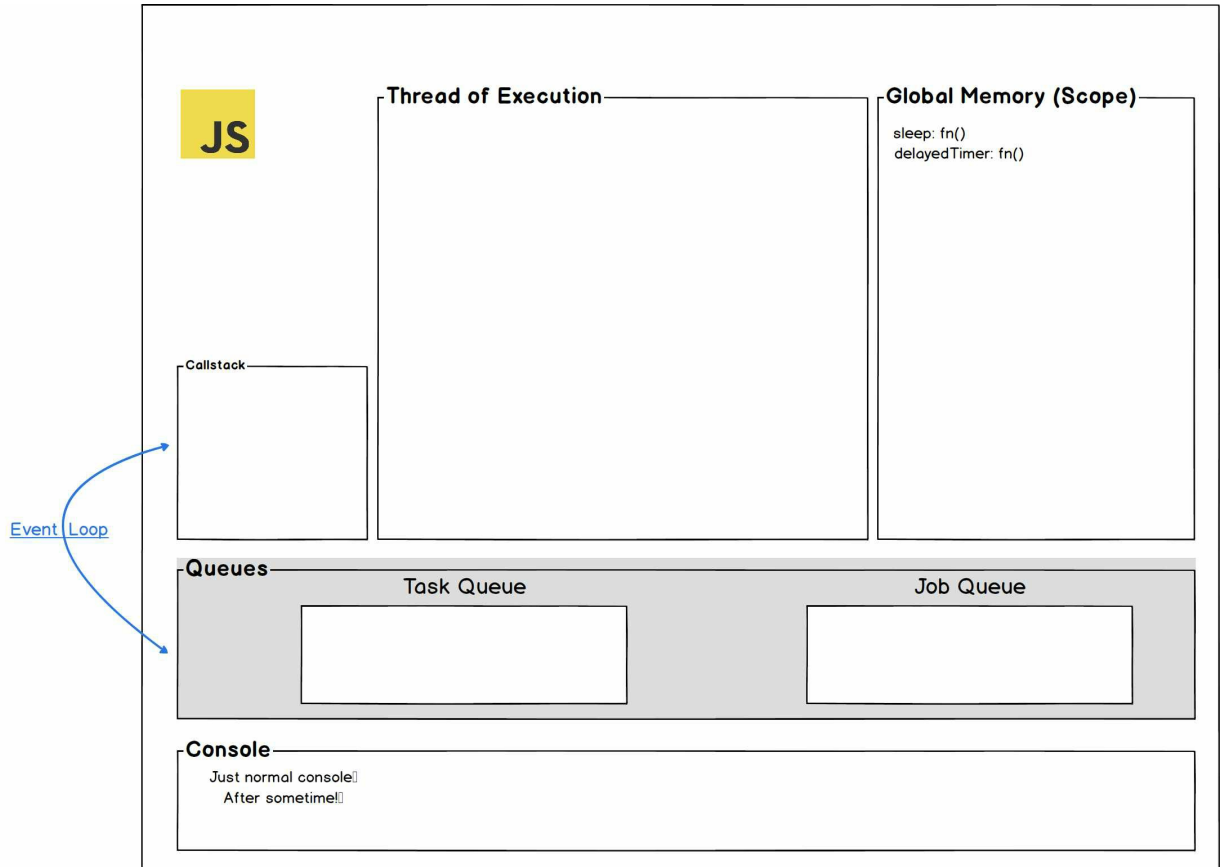 JS
Thread of Execution
Global Memory (Scope)
sleep: fn()
delayedTimer: fn()
Callstack
Event Loop
Queues
Task Queue
Job Queue
Console
Just normal console▯
After sometime!▯